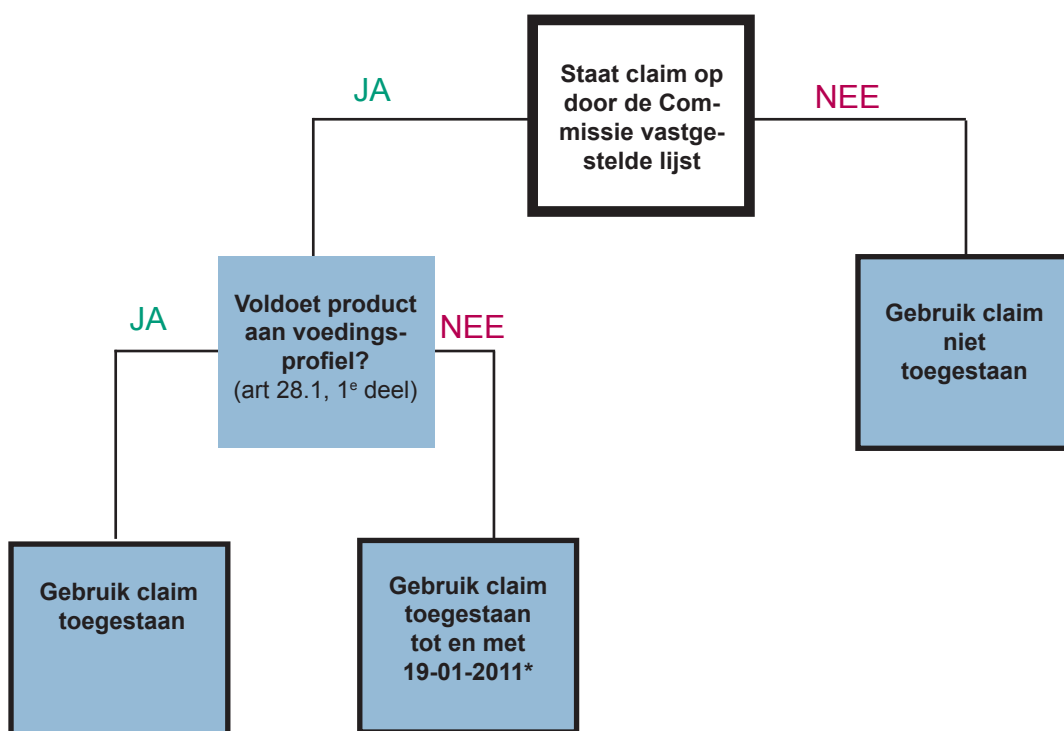 Staat claim op
door de Com-
missie vastge-
stelde lijst
JA
NEE
Voldoet product
aan voedings-
profiel?
(art 28.1, 1e deel)
Gebruik claim
niet
toegestaan
JA
NEE
Gebruik claim
toegestaan
Gebruik claim
toegestaan
tot en met
19-01-2011*